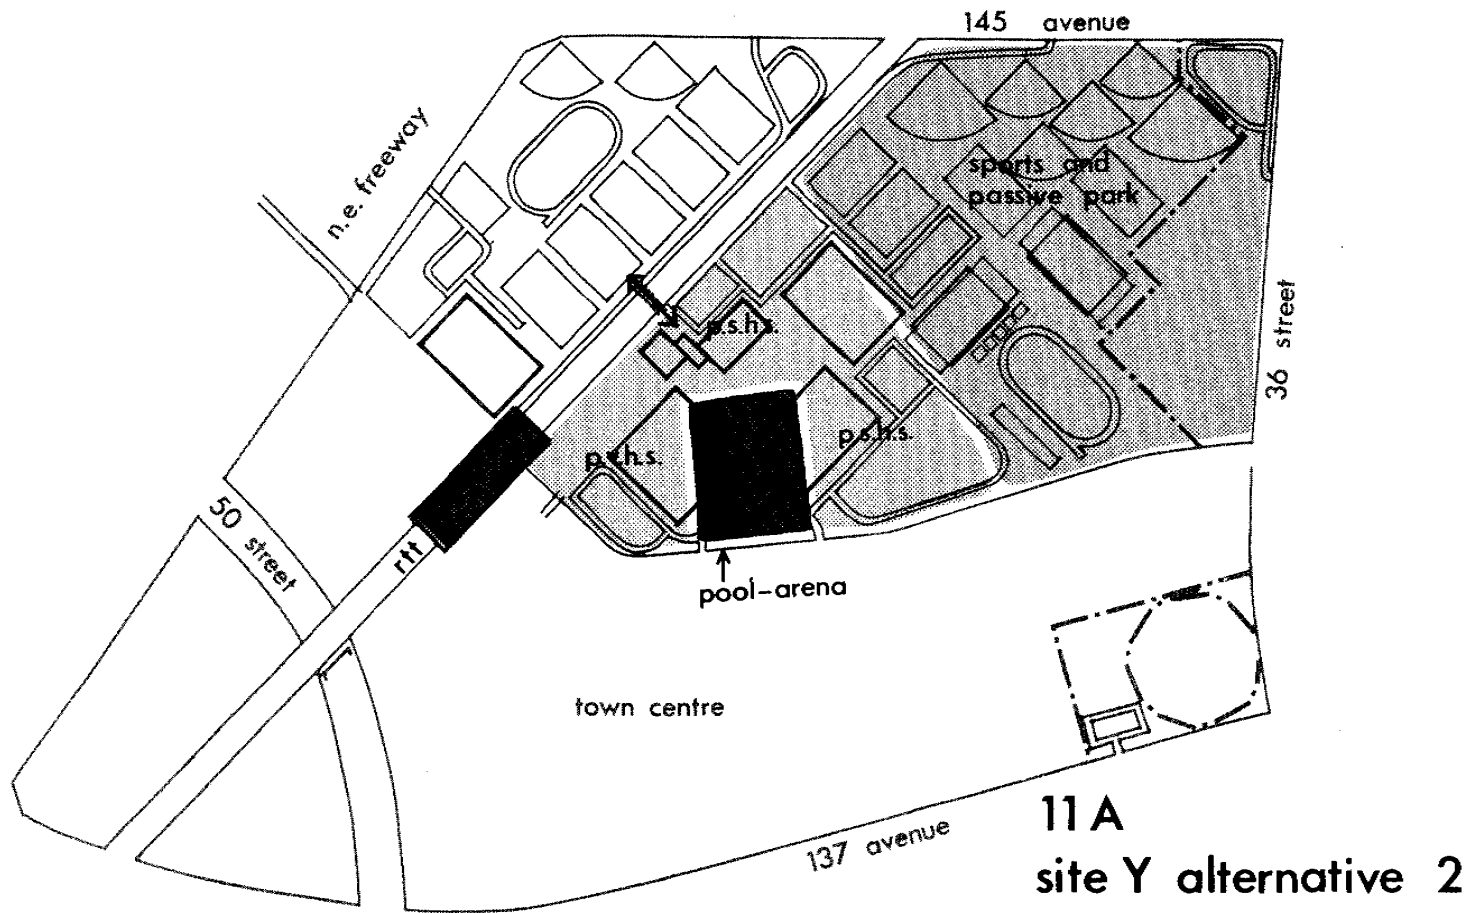 145 avenue
n.e. freeway
sports and
passive park
p.s.h.s.
36 street
p.s.h.s.
p.s.h.s.
50 street
rtt
pool-arena
town centre
137 avenue
11A
site Y alternative 2